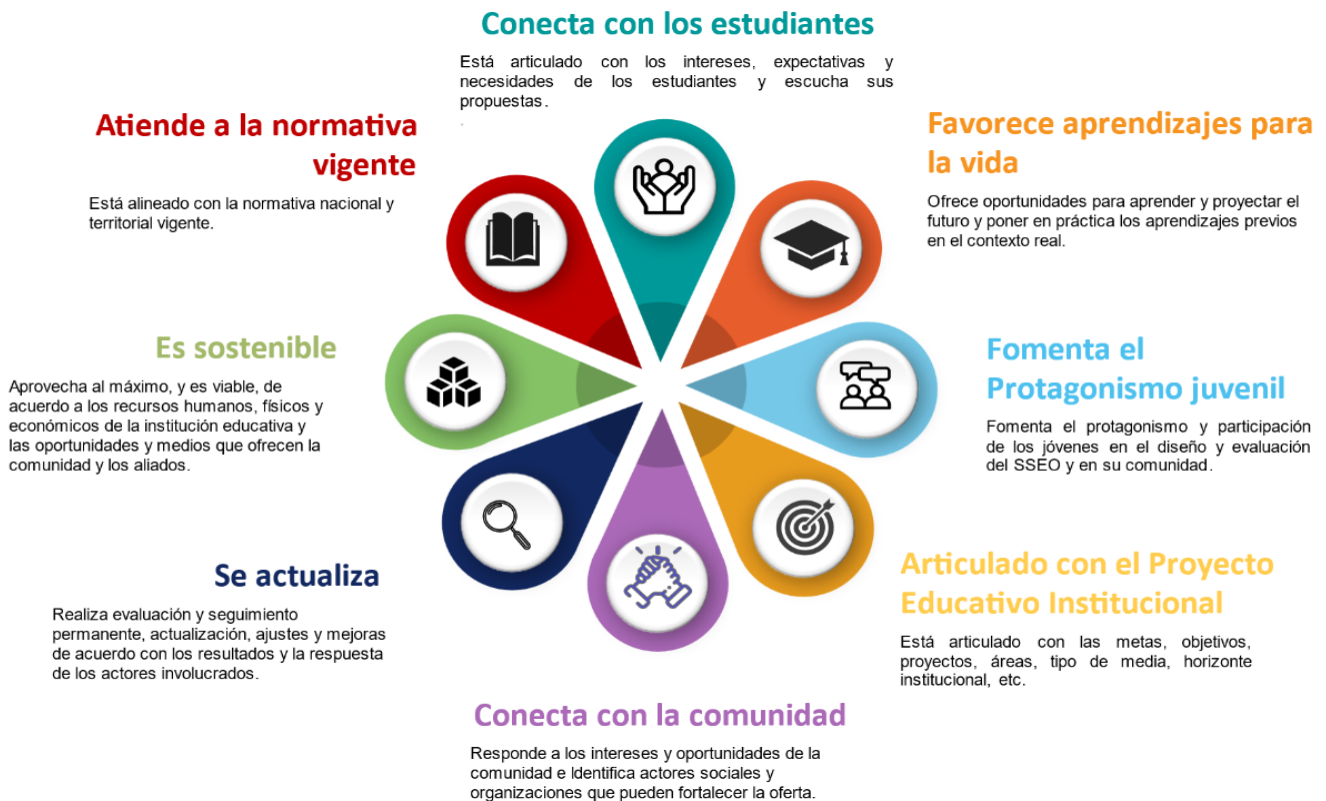 Conecta con los estudiantes
Está articulado con los intereses, expectativas y
necesidades de los estudiantes y escucha sus
propuestas.
Favorece aprendizajes para
la vida
Ofrece oportunidades para aprender y proyectar el
futuro y poner en práctica los aprendizajes previos
en el contexto real.
Fomenta el
Protagonismo juvenil
Fomenta el protagonismo y participación
de los jóvenes en el diseño y evaluación
del SSEO y en su comunidad.
Articulado con el Proyecto
Educativo Institucional
Está articulado con las metas, objetivos,
proyectos, áreas, tipo de media, horizonte
institucional, etc.
Conecta con la comunidad
Responde a los intereses y oportunidades de la
comunidad e Identifica actores sociales y
organizaciones que pueden fortalecer la oferta.
Se actualiza
Realiza evaluación y seguimiento
permanente, actualización, ajustes y mejoras
de acuerdo con los resultados y la respuesta
de los actores involucrados.
Es sostenible
Aprovecha al máximo, y es viable, de
acuerdo a los recursos humanos, físicos y
económicos de la institución educativa y
las oportunidades y medios que ofrecen la
comunidad y los aliados.
Atiende a la normativa
vigente
Está alineado con la normativa nacional y
territorial vigente.